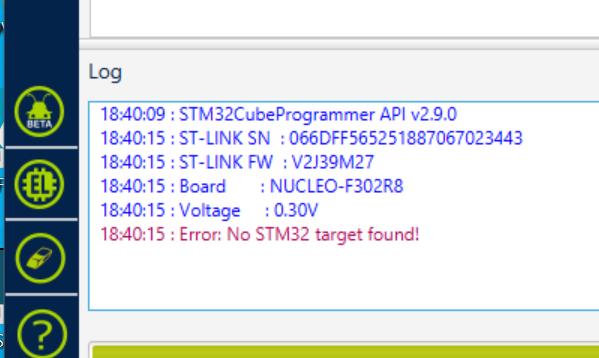 Log
18:40:09 : STM32CubeProgrammer API v2.9.0
18:40:15 : ST-LINK SN : 066DFF565251887067023443
18:40:15 : ST-LINK FW : V2J39M27
18:40:15 : Board : NUCLEO-F302R8
18:40:15 : Voltage : 0.30V
18:40:15 : Error: No STM32 target found!
BETA
EL
?